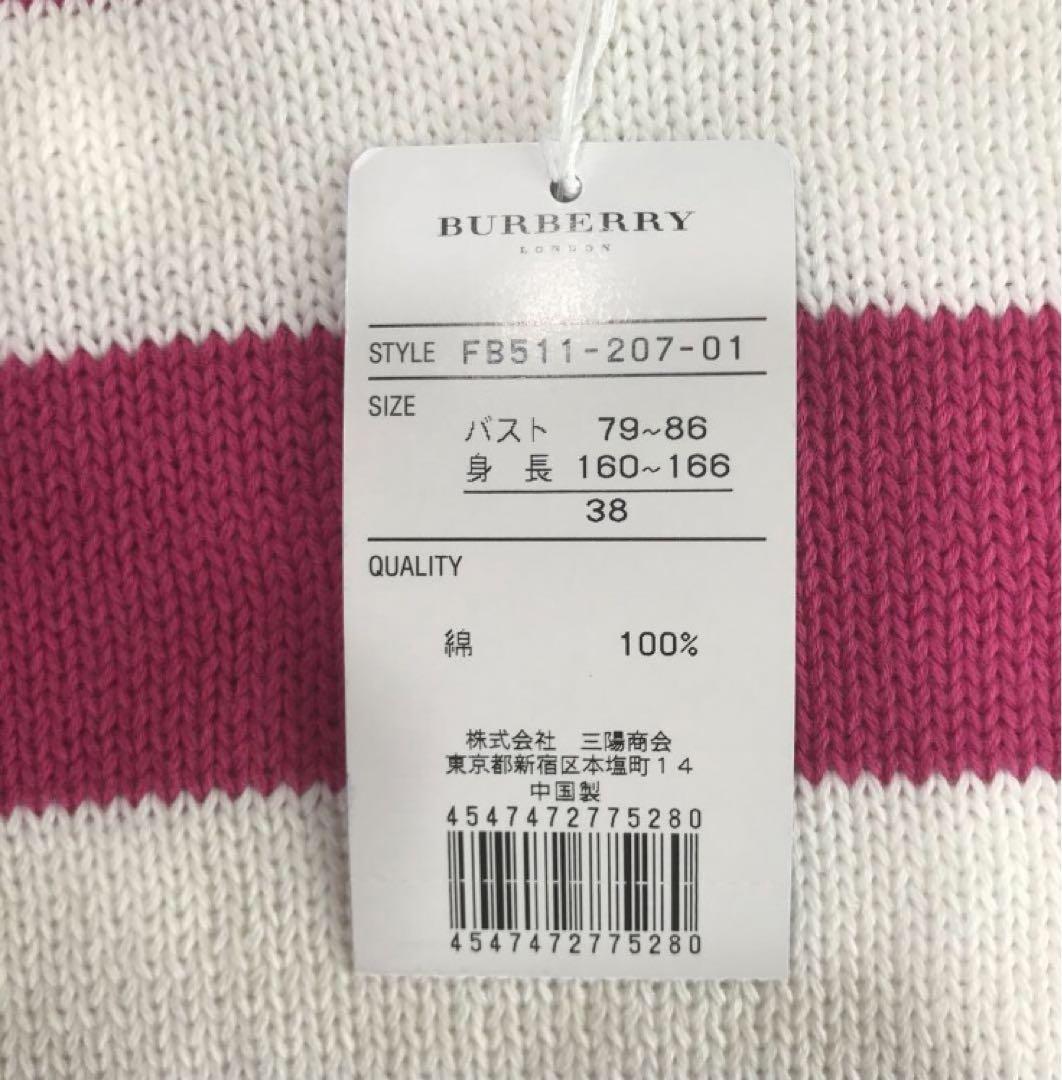 BURBERRY
LONDON
STYLE FB511-207-01
SIZE
バスト 79~86
身 長 160~166
38
QUALITY
綿 100%
株式会社 三陽商会
東京都新宿区本塩町14
中国製
4547472775280
4547472775280